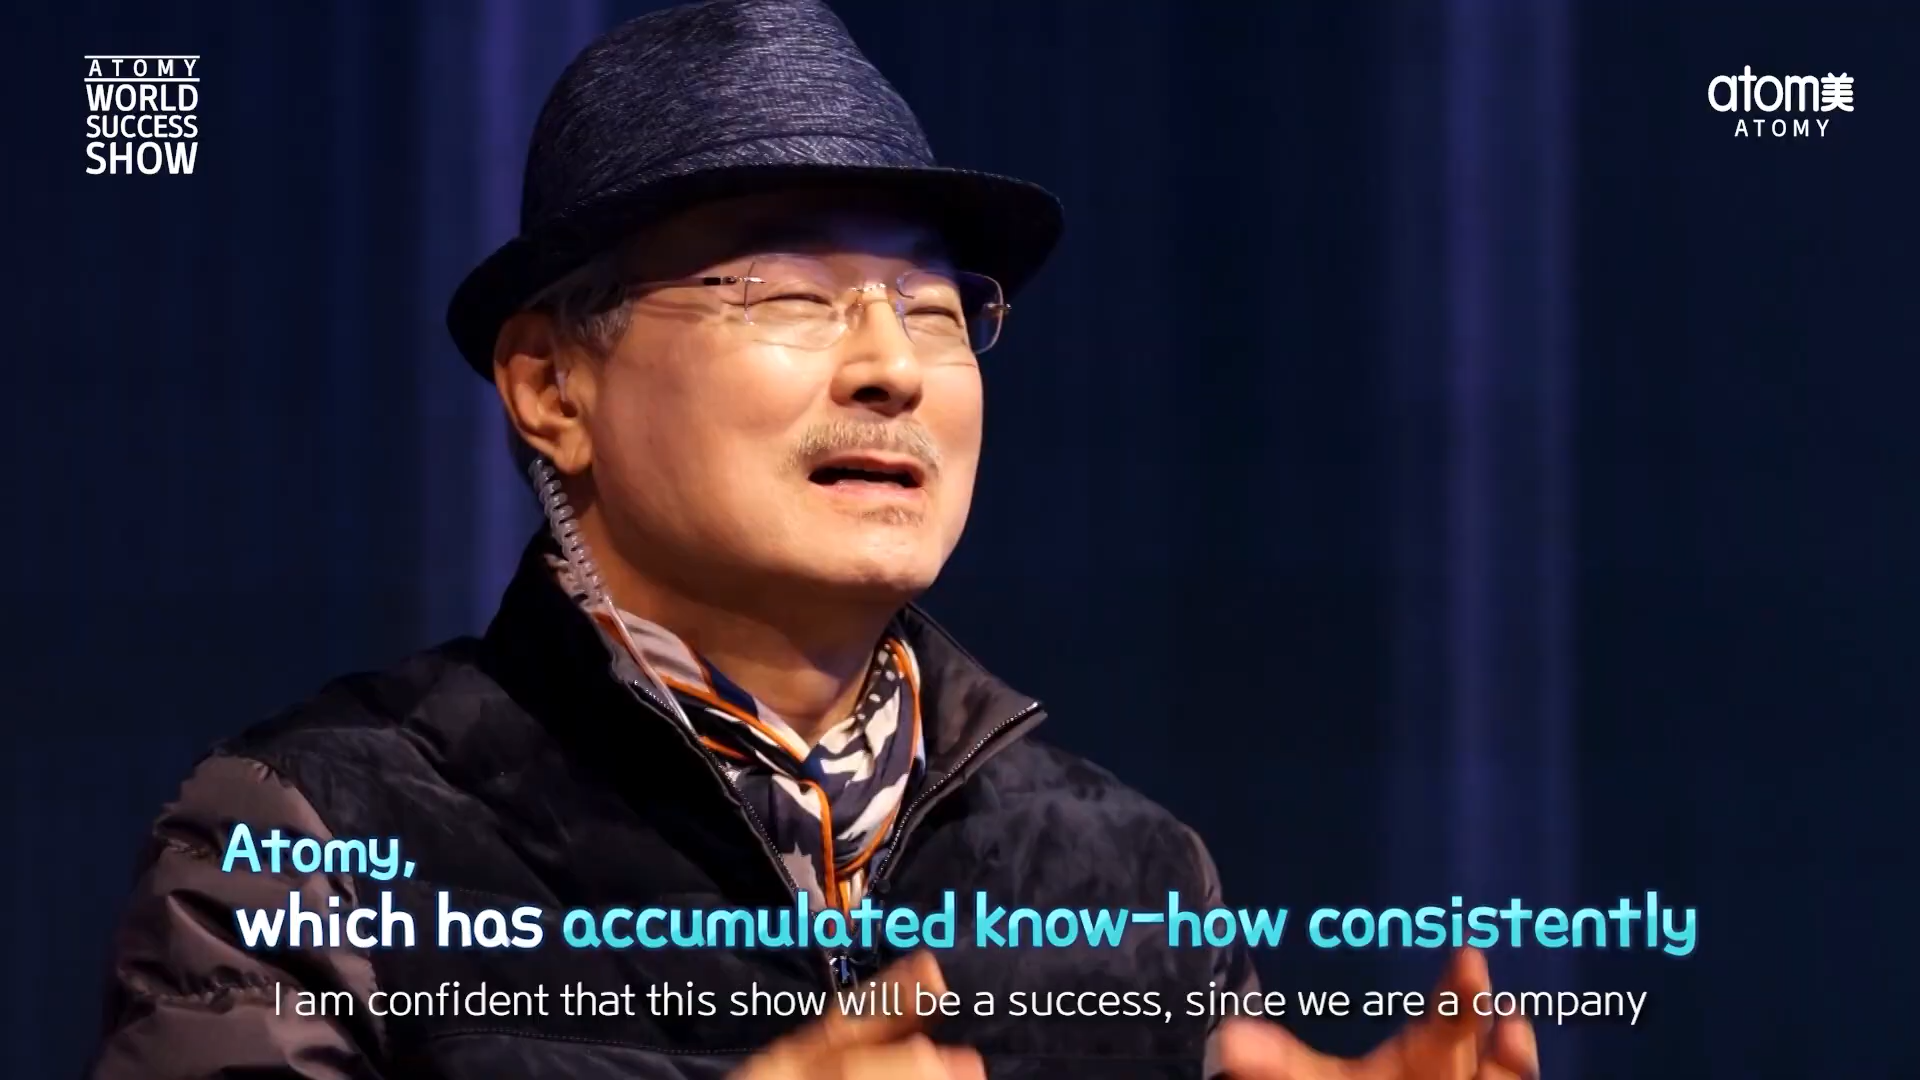 ATOMY
WORLD
SUCCESS
SHOW
atom美
ATOMY
Atomy,
which has accumulated know-how consistently
I am confident that this show will be a success, since we are a company